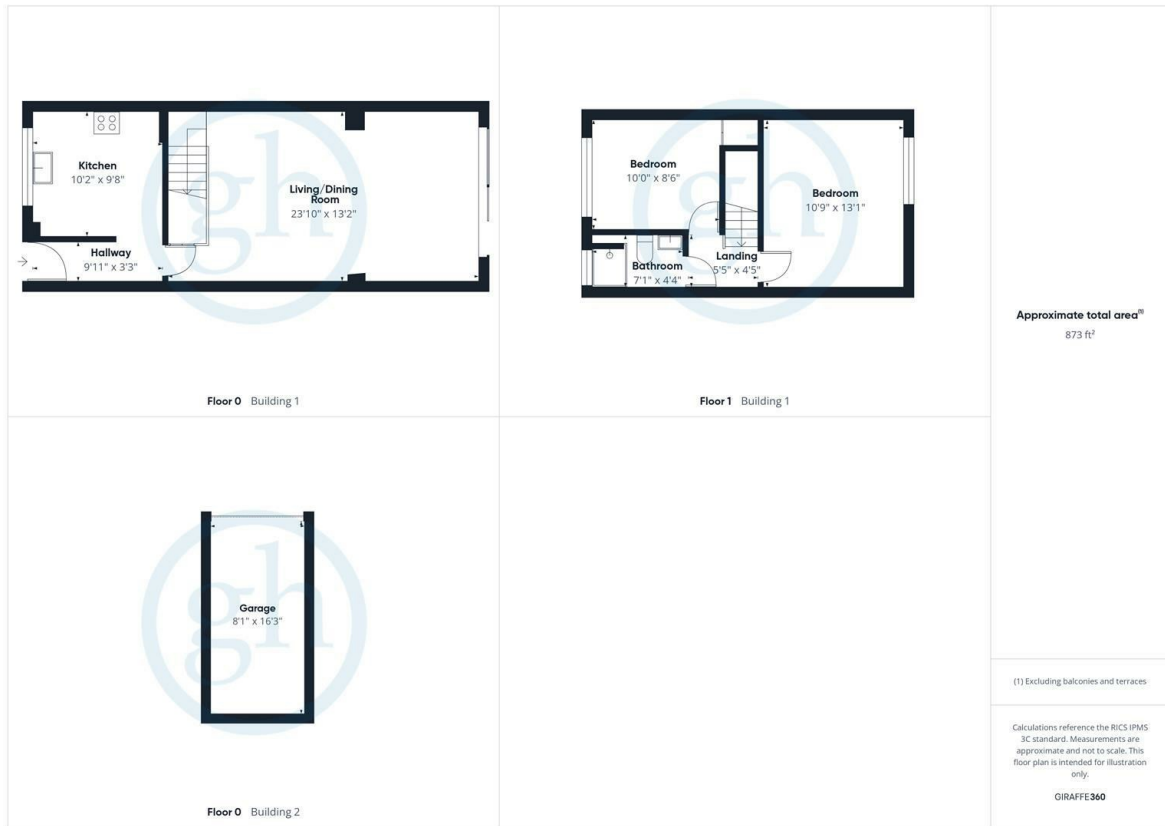 Kitchen
10'2" x 9'8"
Hallway
9'11" x 3'3"
Living/Dining
Room
23'10" x 13'2"
gh
Floor 0 Building 1
Bedroom
10'0" x 8'6"
Bedroom
10'9" x 13'1"
Bathroom
7'1" x 4'4"
Landing
5'5" x 4'5"
gh
Floor 1 Building 1
Garage
8'1" x 16'3"
gh
Floor 0 Building 2
Approximate total area(1)
873 ft²
(1) Excluding balconies and terraces
Calculations reference the RICS IPMS
3C standard. Measurements are
approximate and not to scale. This
floor plan is intended for illustration
only.
GIRAFFE360